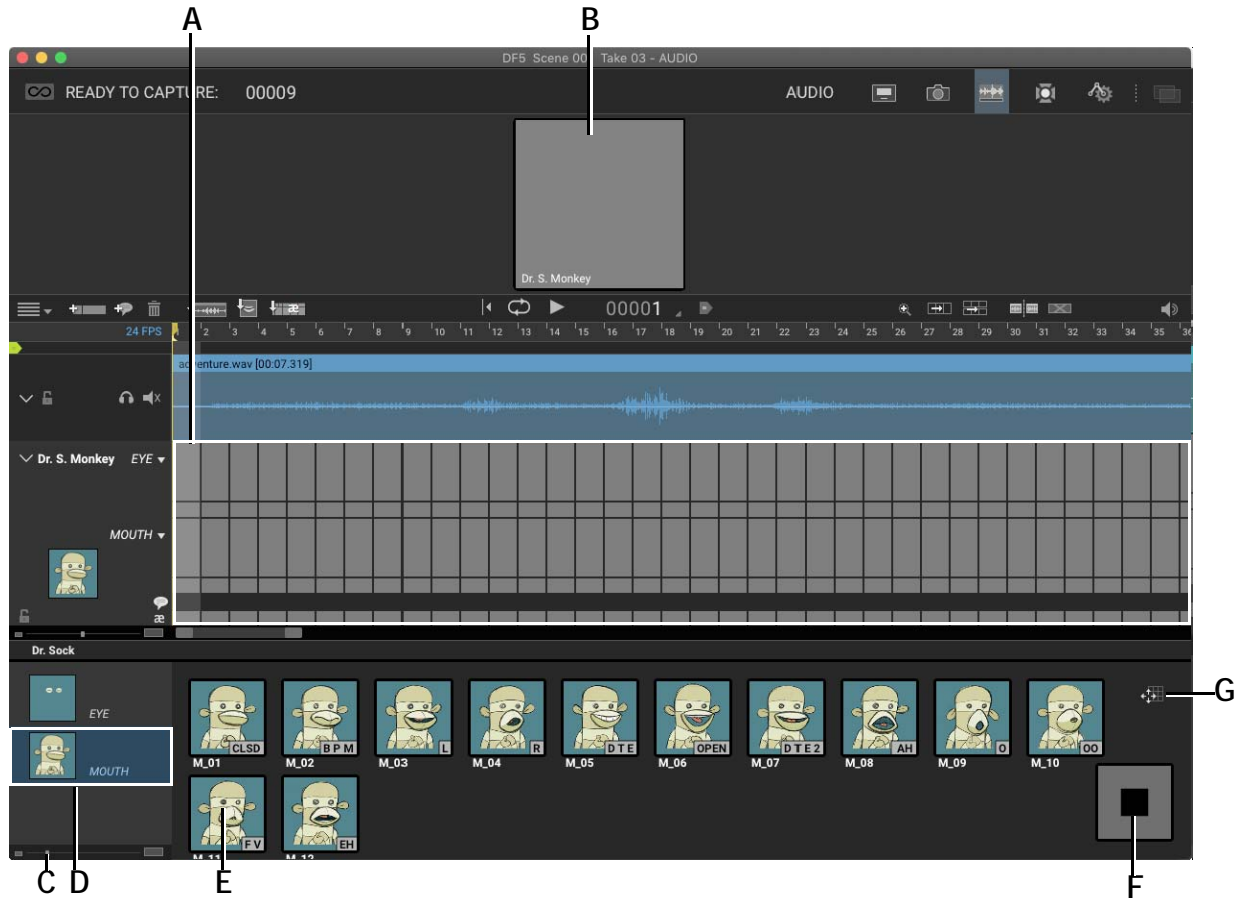 A
B
DF5 Scene 00 Take 03 - AUDIO
READY TO CAPTURE: 00009
AUDIO
Dr. S. Monkey
æ
00001
24 FPS
2 3 4 5 6 7 8 9 10 11 12 13 14 15 16 17 18 19 20 21 22 23 24 25 26 27 28 29 30 31 32 33 34 35 36
adventure.wav [00:07.319]
Dr. S. Monkey EYE
MOUTH
æ
Dr. Sock
EYE
MOUTH
CLSD B P M L R D T E OPEN D T E 2 AH O OO
M_01 M_02 M_03 M_04 M_05 M_06 M_07 M_08 M_09 M_10
G
F V EH
M_11 M_12
C D E F